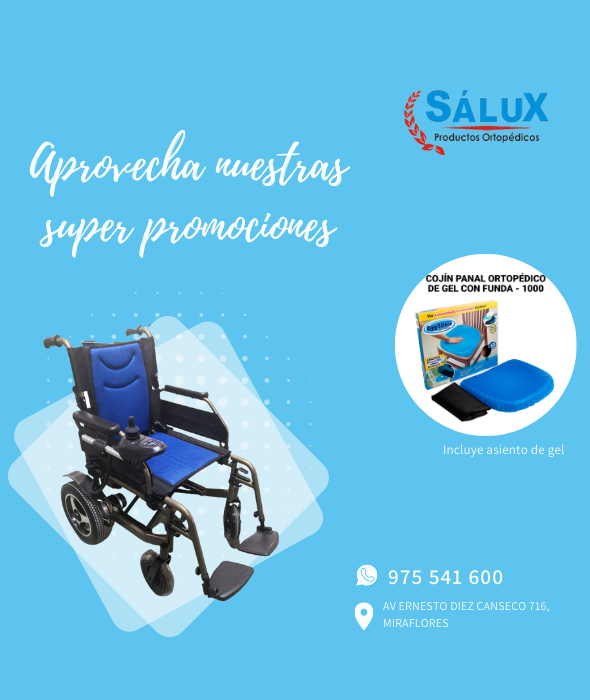 SÁLUX
Productos Ortopédicos
Aprovecha nuestras
super promociones
COJÍN PANAL ORTOPÉDICO
DE GEL CON FUNDA - 1000
Incluye asiento de gel
975 541 600
AV ERNESTO DIEZ CANSECO 716,
MIRAFLORES